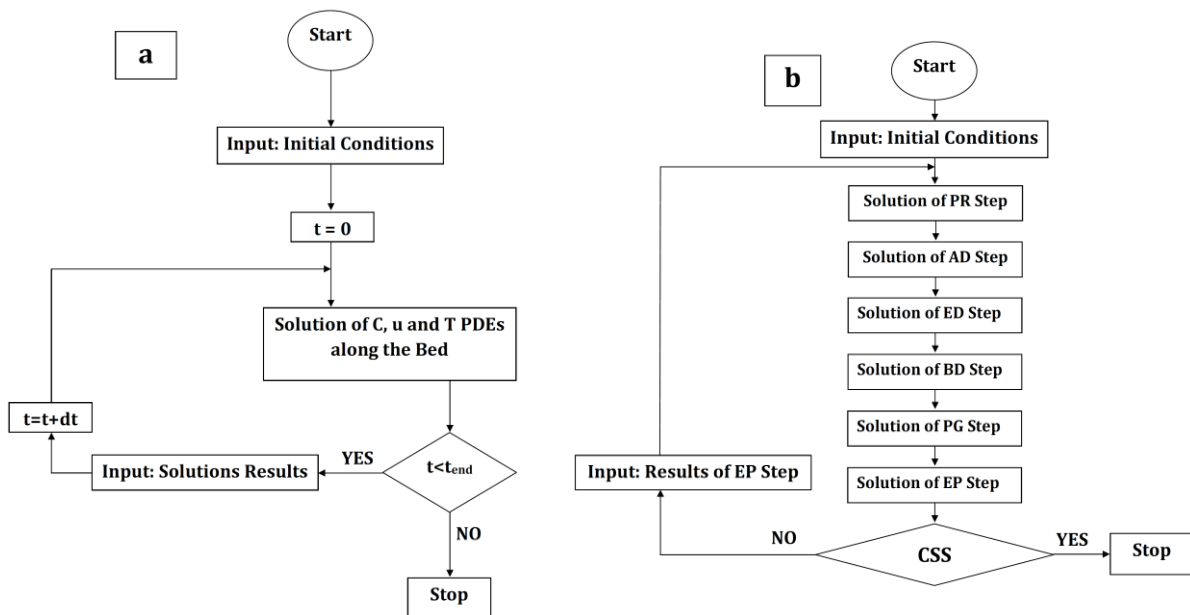 a
Start
Input: Initial Conditions
t = 0
Solution of C, u and T PDEs
along the Bed
t=t+dt
Input: Solutions Results
YES
t<tend
NO
Stop
b
Start
Input: Initial Conditions
Solution of PR Step
Solution of AD Step
Solution of ED Step
Solution of BD Step
Solution of PG Step
Input: Results of EP Step
Solution of EP Step
NO
CSS
YES
Stop